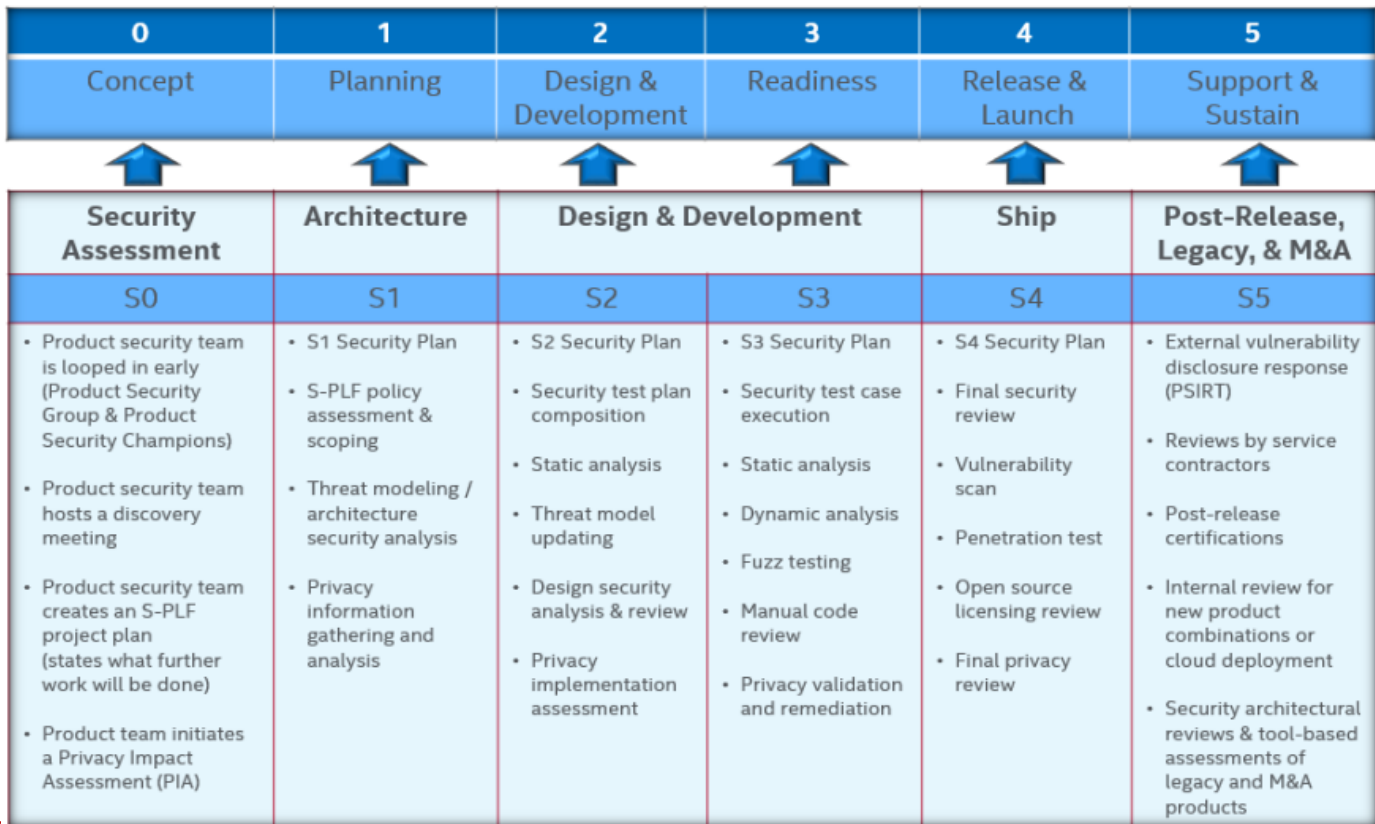 0
1
2
3
4
5
Concept
Planning
Design &
Development
Readiness
Release &
Launch
Support &
Sustain
Security
Assessment
Architecture
Design & Development
Ship
Post-Release,
Legacy, & M&A
S0
S1
S2
S3
S4
S5
• Product security team
is looped in early
(Product Security
Group & Product
Security Champions)
• Product security team
hosts a discovery
meeting
• Product security team
creates an S-PLF
project plan
(states what further
work will be done)
• Product team initiates
a Privacy Impact
Assessment (PIA)
• S1 Security Plan
• S-PLF policy
assessment &
scoping
• Threat modeling /
architecture
security analysis
• Privacy
information
gathering and
analysis
• S2 Security Plan
• Security test plan
composition
• Static analysis
• Threat model
updating
• Design security
analysis & review
• Privacy
implementation
assessment
• S3 Security Plan
• Security test case
execution
• Static analysis
• Dynamic analysis
• Fuzz testing
• Manual code
review
• Privacy validation
and remediation
• S4 Security Plan
• Final security
review
• Vulnerability
scan
• Penetration test
• Open source
licensing review
• Final privacy
review
• External vulnerability
disclosure response
(PSIRT)
• Reviews by service
contractors
• Post-release
certifications
• Internal review for
new product
combinations or
cloud deployment
• Security architectural
reviews & tool-based
assessments of
legacy and M&A
products